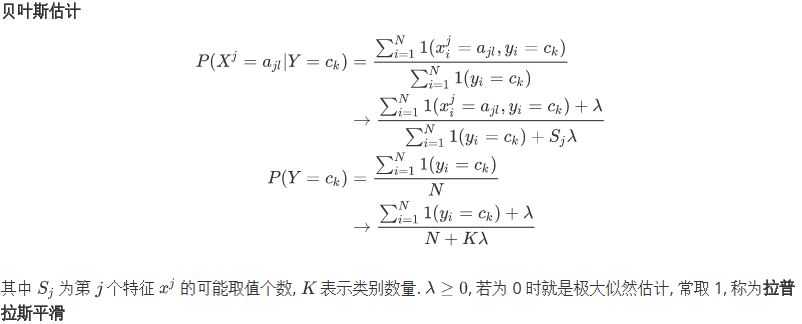 贝叶斯估计
$P(X^j = a_{jl}|Y = c_k) = \frac{\sum_{i=1}^{N} 1(x_i^j = a_{jl}, y_i = c_k)}{\sum_{i=1}^{N} 1(y_i = c_k)}$
$\rightarrow \frac{\sum_{i=1}^{N} 1(x_i^j = a_{jl}, y_i = c_k) + \lambda}{\sum_{i=1}^{N} 1(y_i = c_k) + S_j\lambda}$
$P(Y = c_k) = \frac{\sum_{i=1}^{N} 1(y_i = c_k)}{N}$
$\rightarrow \frac{\sum_{i=1}^{N} 1(y_i = c_k) + \lambda}{N + K\lambda}$
其中 $S_j$ 为第 $j$ 个特征 $x^j$ 的可能取值个数, $K$ 表示类别数量. $\lambda \geq 0$, 若为 0 时就是极大似然估计, 常取 1, 称为拉普
拉斯平滑